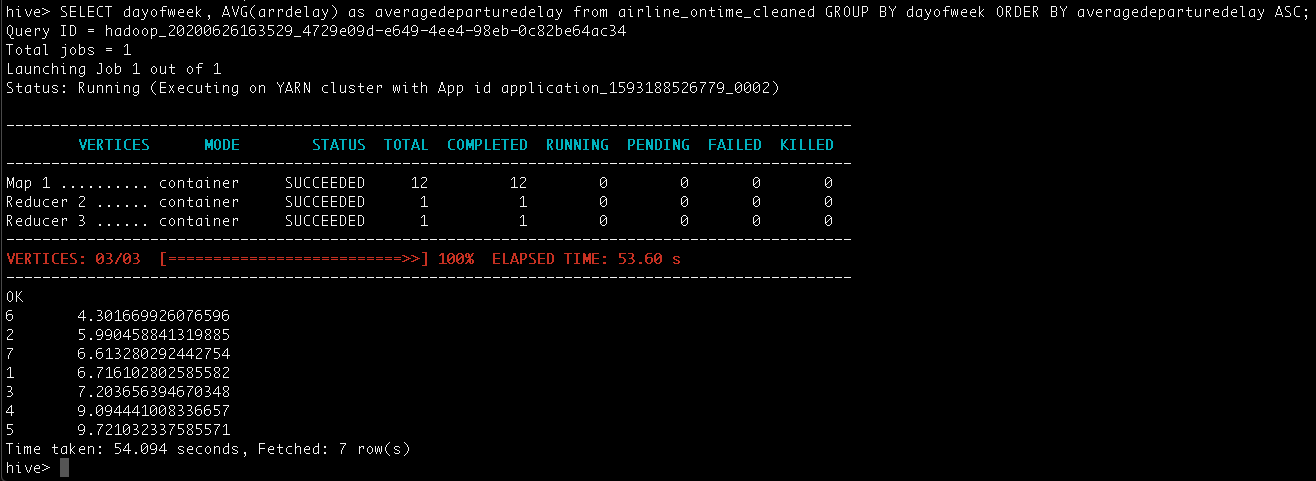 hive> SELECT dayofweek, AVG(arrdelay) as averagedeparturedelay from airline_ontime_cleaned GROUP BY dayofweek ORDER BY averagedeparturedelay ASC;
Query ID = hadoop_20200626163529_4729e09d-e649-4ee4-98eb-0c82be64ac34
Total jobs = 1
Launching Job 1 out of 1
Status: Running (Executing on YARN cluster with App id application_1593188526779_0002)
----------------------------------------------------------------------------------------------
VERTICES MODE STATUS TOTAL COMPLETED RUNNING PENDING FAILED KILLED
----------------------------------------------------------------------------------------------
Map 1 .......... container SUCCEEDED 12 12 0 0 0 0
Reducer 2 ...... container SUCCEEDED 1 1 0 0 0 0
Reducer 3 ...... container SUCCEEDED 1 1 0 0 0 0
----------------------------------------------------------------------------------------------
VERTICES: 03/03 [==========================>>] 100% ELAPSED TIME: 53.60 s
----------------------------------------------------------------------------------------------
OK
6 4.301669926076596
2 5.990458841319885
7 6.613280292442754
1 6.716102802585582
3 7.203656394670348
4 9.094441008336657
5 9.721032337585571
Time taken: 54.094 seconds, Fetched: 7 row(s)
hive>